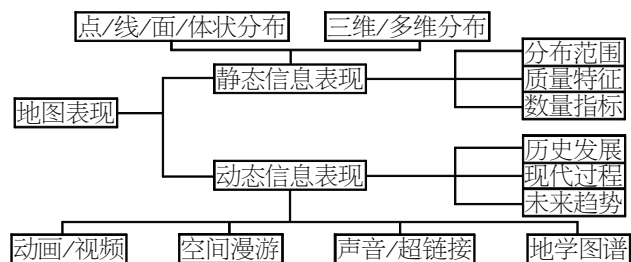 点/线/面/体状分布
三维/多维分布
静态信息表现
分布范围
质量特征
数量指标
地图表现
动态信息表现
历史发展
现代过程
未来趋势
动画/视频
空间漫游
声音/超链接
地学图谱